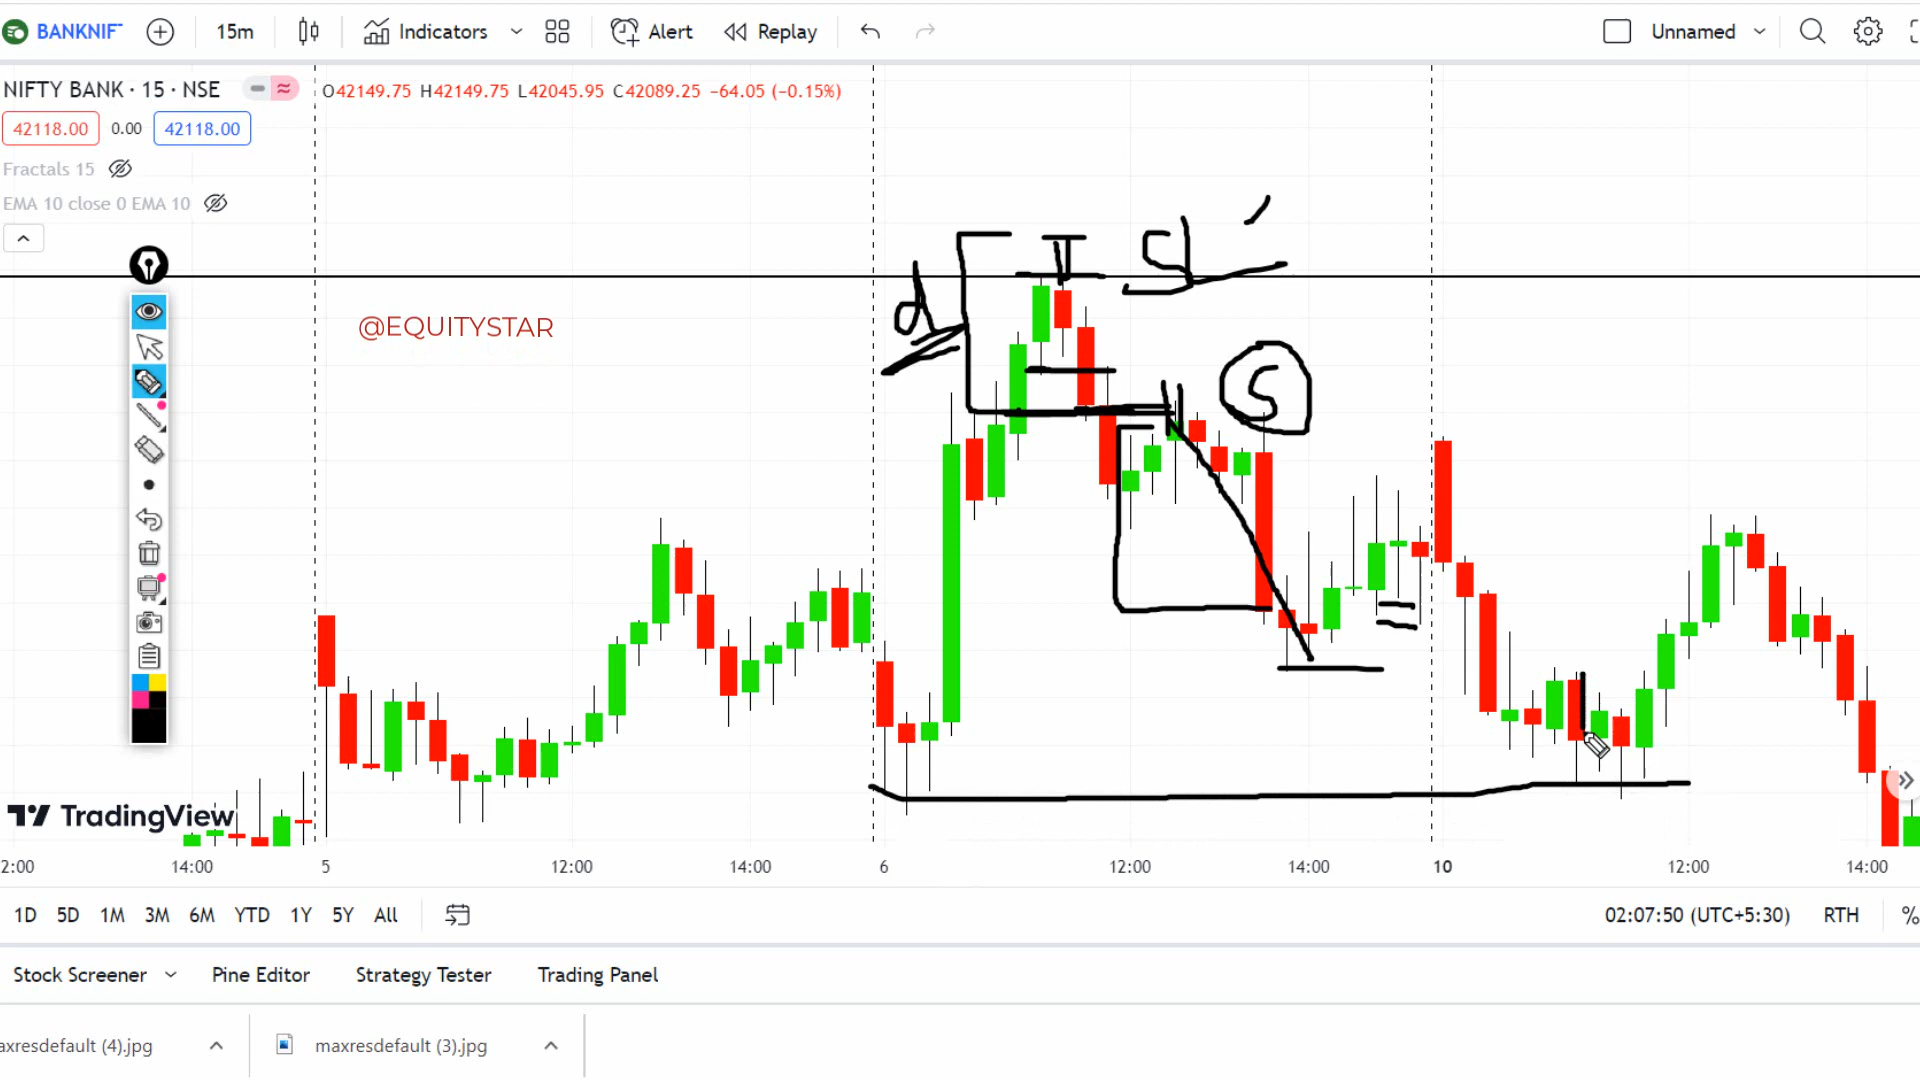 BANKNIF
15m
Indicators
Alert
Replay
Unnamed
NIFTY BANK · 15 · NSE
O42149.75 H42149.75 L42045.95 C42089.25 −64.05 (−0.15%)
42118.00 0.00 42118.00
Fractals 15
EMA 10 close 0 EMA 10
@EQUITYSTAR
d
S
TradingView
2:00 14:00 5 12:00 14:00 6 12:00 14:00 10 12:00 14:00
1D 5D 1M 3M 6M YTD 1Y 5Y All
02:07:50 (UTC+5:30) RTH %
Stock Screener Pine Editor Strategy Tester Trading Panel
axresdefault (4).jpg maxresdefault (3).jpg